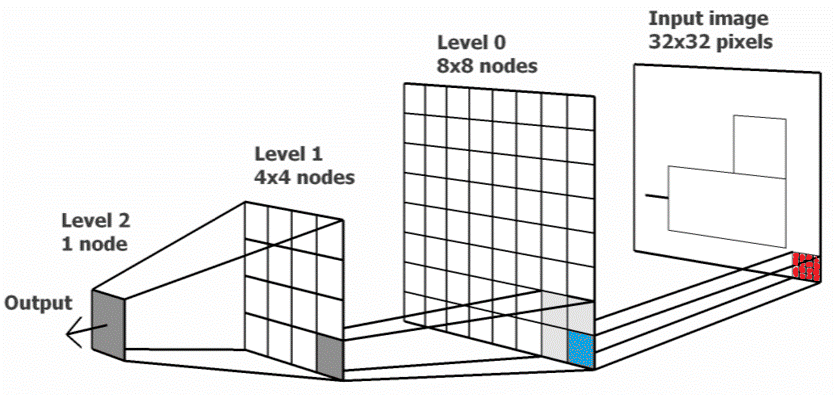 Input image
32x32 pixels
Level 0
8x8 nodes
Level 1
4x4 nodes
Level 2
1 node
Output